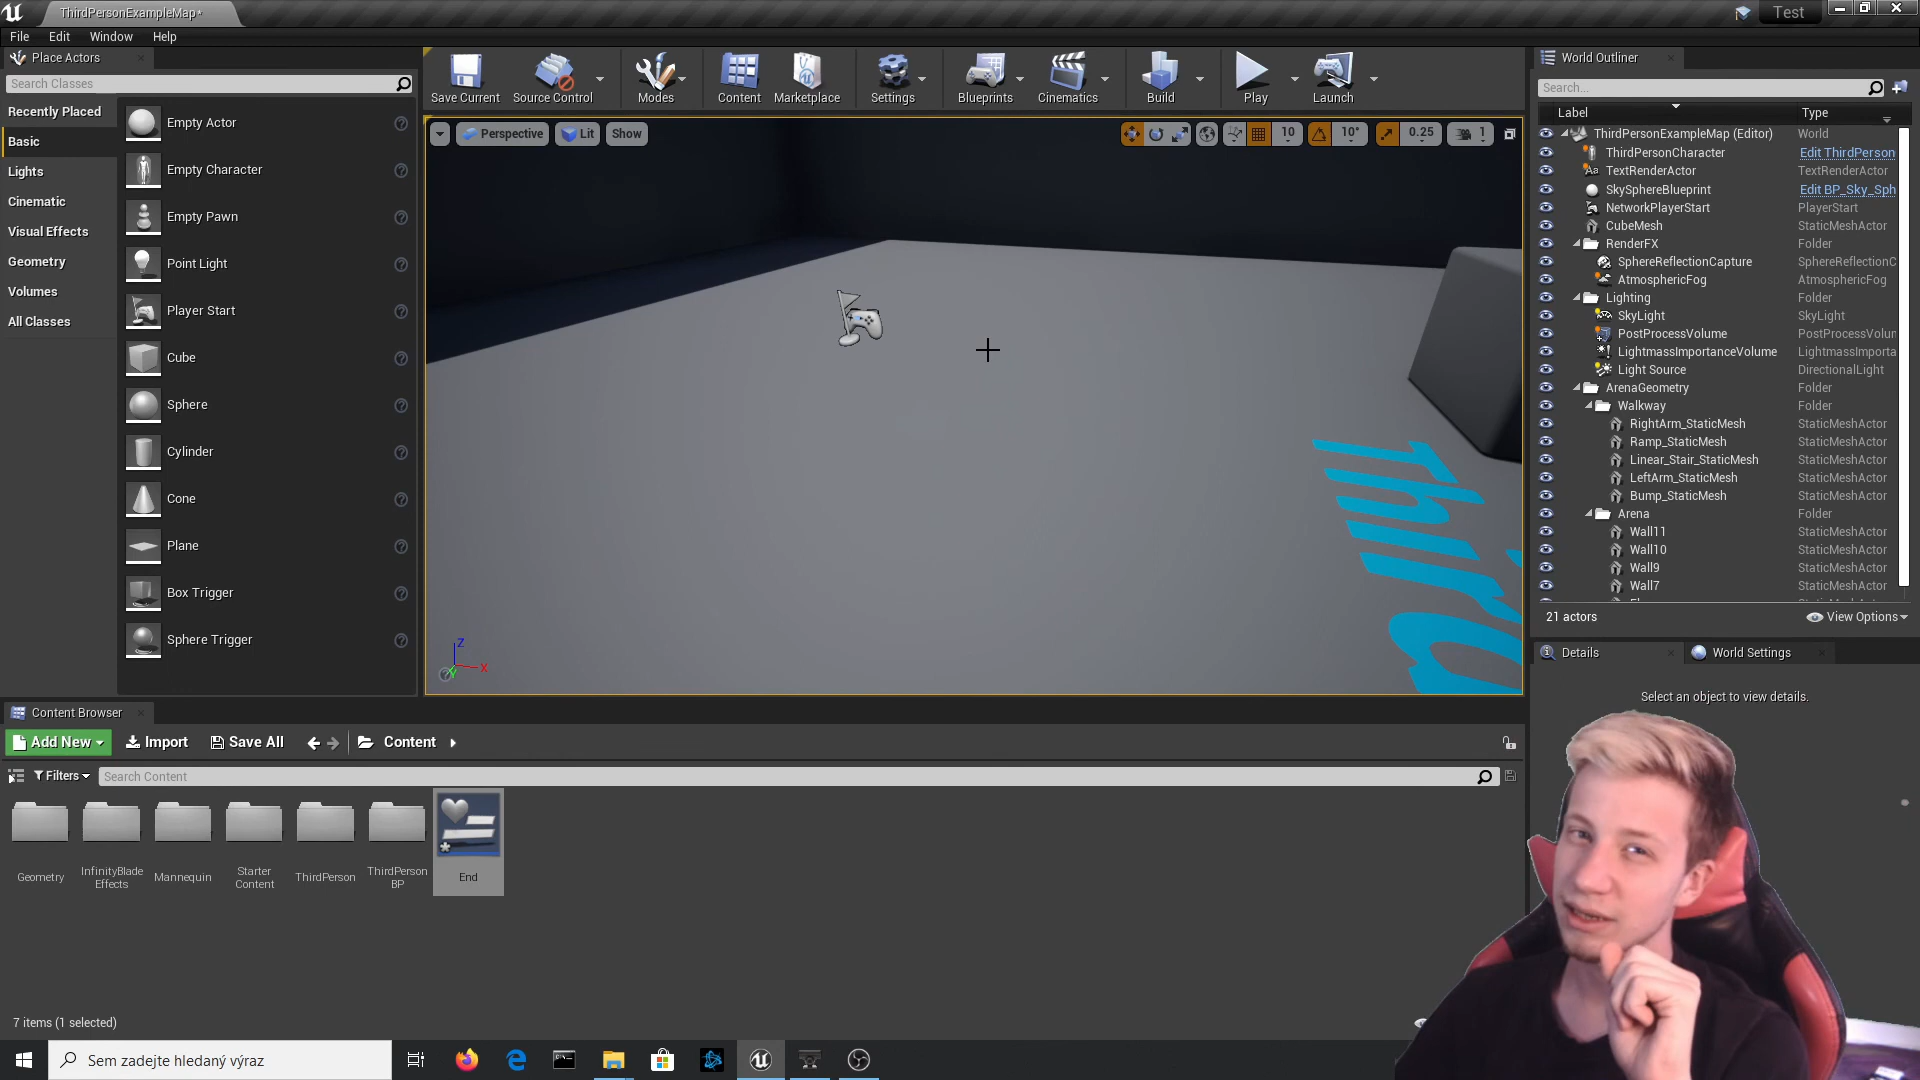 ThirdPersonExampleMap*
Test
File Edit Window Help
Place Actors
Search Classes
Recently Placed
Basic
Lights
Cinematic
Visual Effects
Geometry
Volumes
All Classes
Empty Actor
Empty Character
Empty Pawn
Point Light
Player Start
Cube
Sphere
Cylinder
Cone
Plane
Box Trigger
Sphere Trigger
Save Current Source Control Modes Content Marketplace Settings Blueprints Cinematics Build Play Launch
Perspective Lit Show 10 10° 0.25 1
Z
X
Y
Third
World Outliner
Search...
Label Type
ThirdPersonExampleMap (Editor) World
ThirdPersonCharacter Edit ThirdPerson
TextRenderActor TextRenderActor
SkySphereBlueprint Edit BP_Sky_Sph
NetworkPlayerStart PlayerStart
CubeMesh StaticMeshActor
RenderFX Folder
SphereReflectionCapture SphereReflectionC
AtmosphericFog AtmosphericFog
Lighting Folder
SkyLight SkyLight
PostProcessVolume PostProcessVolum
LightmassImportanceVolume LightmassImporta
Light Source DirectionalLight
ArenaGeometry Folder
Walkway Folder
RightArm_StaticMesh StaticMeshActor
Ramp_StaticMesh StaticMeshActor
Linear_Stair_StaticMesh StaticMeshActor
LeftArm_StaticMesh StaticMeshActor
Bump_StaticMesh StaticMeshActor
Arena Folder
Wall11 StaticMeshActor
Wall10 StaticMeshActor
Wall9 StaticMeshActor
Wall7 StaticMeshActor
21 actors View Options
Details World Settings
Select an object to view details.
Content Browser
Add New Import Save All Content
Filters Search Content
Geometry
InfinityBlade
Effects
Mannequin
Starter
Content
ThirdPerson
ThirdPerson
BP
End
7 items (1 selected)
Sem zadejte hledaný výraz